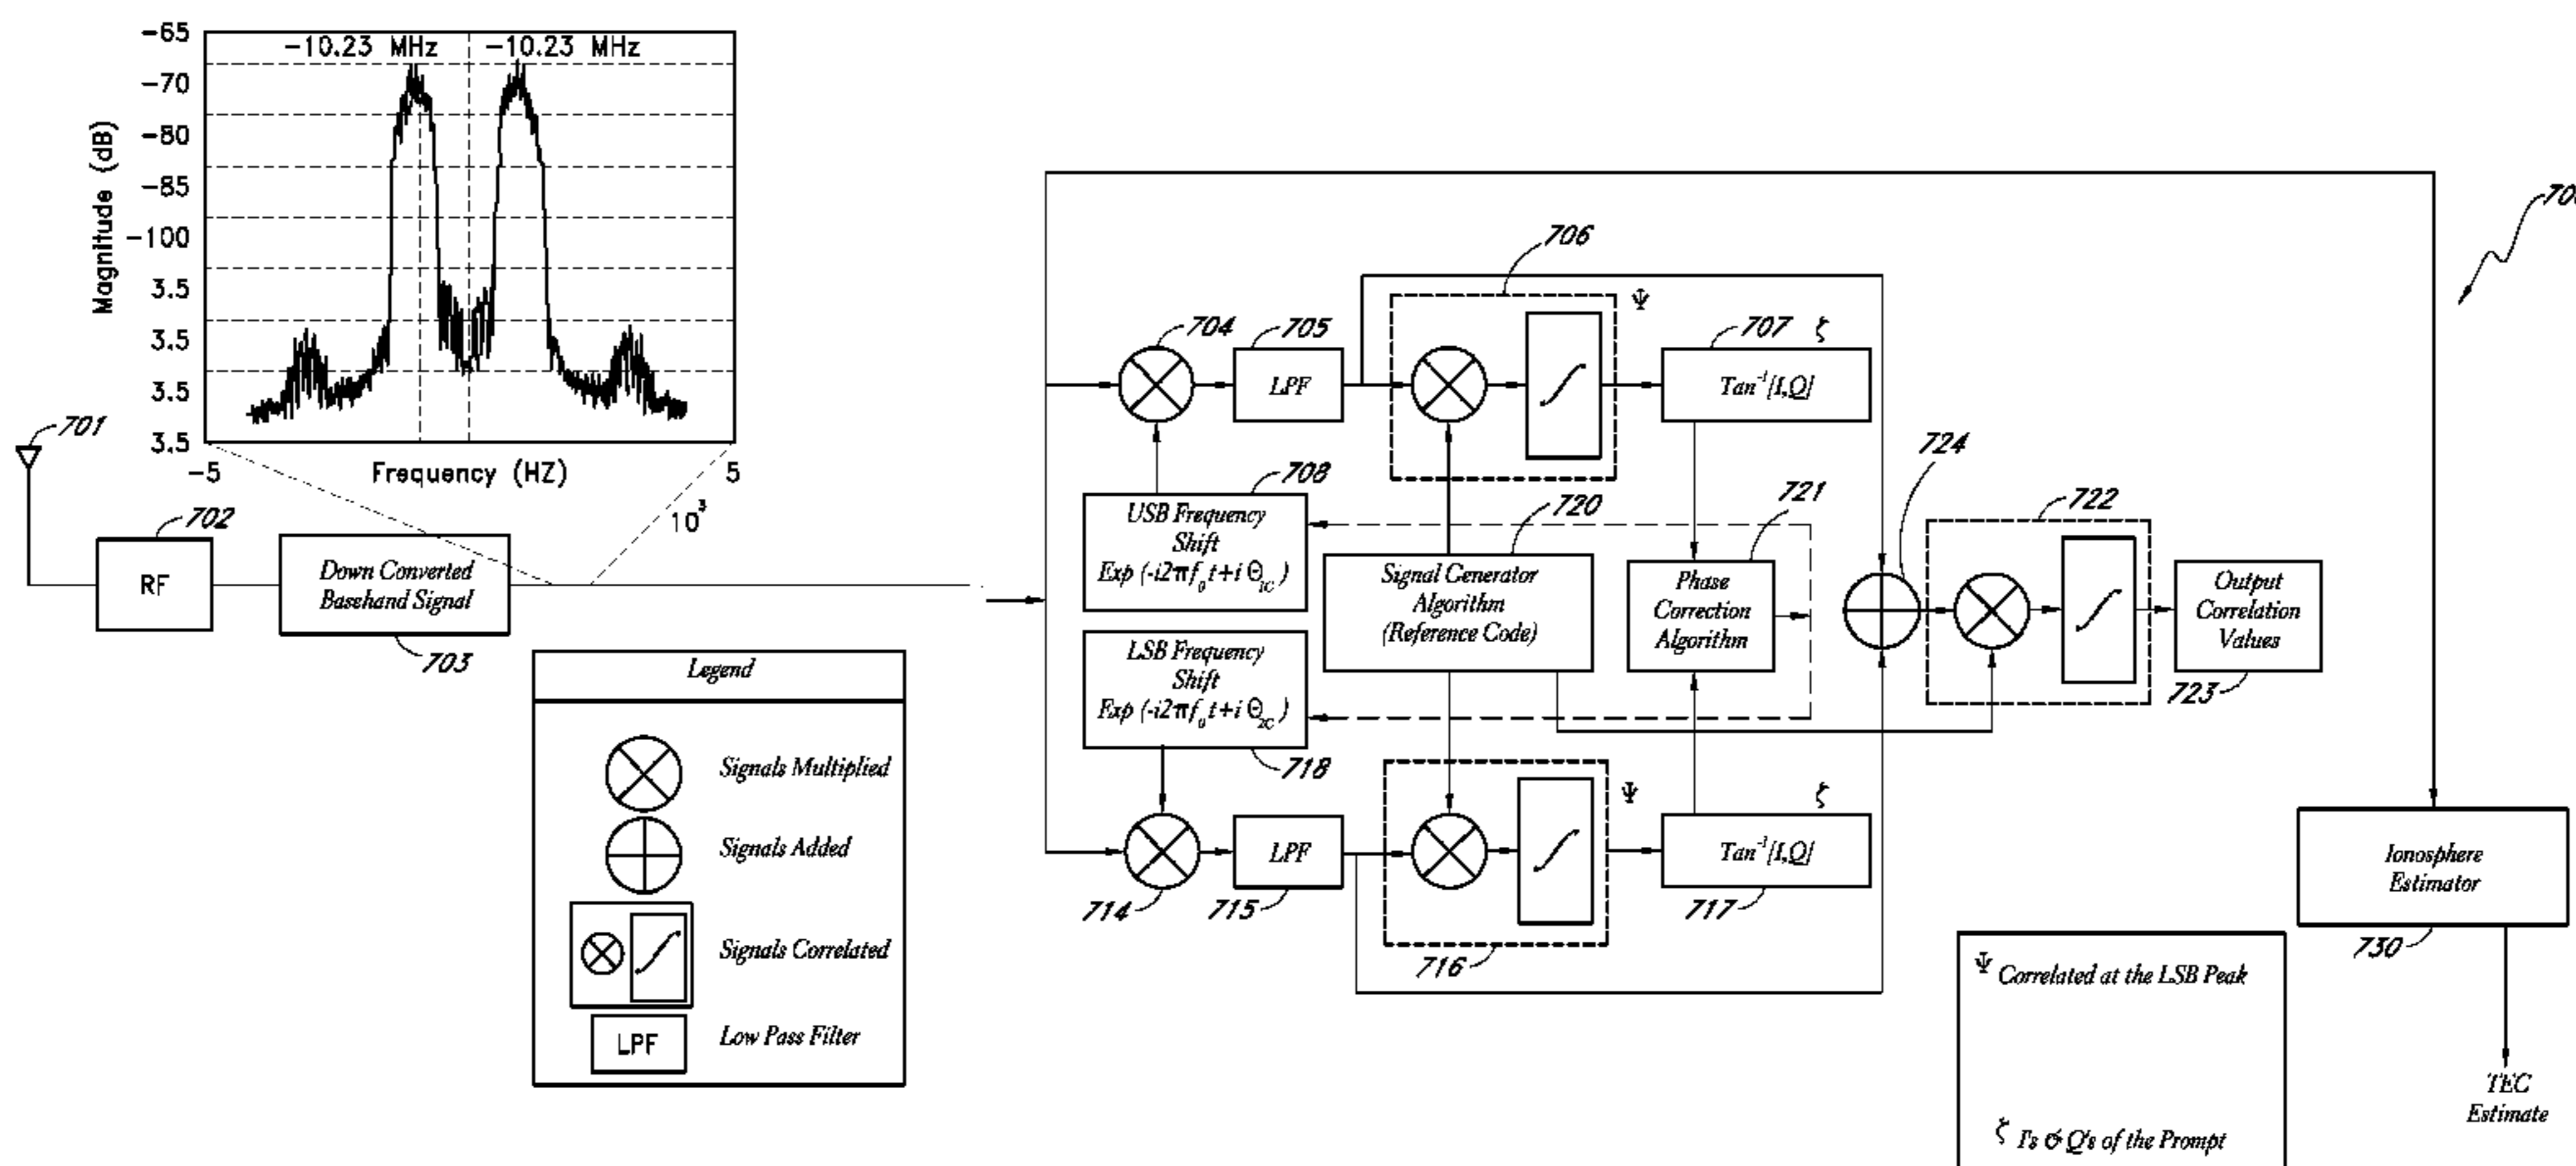 -65
-70
-80
-85
-100
3.5
3.5
3.5
3.5
Magnitude (dB)
-10.23 MHz -10.23 MHz
-5
Frequency (HZ)
5
10³
701
702
RF
Down Converted
Baseband Signal
703
Legend
Signals Multiplied
Signals Added
Signals Correlated
LPF
Low Pass Filter
704
705
LPF
706
Ψ
707
ζ
Tan⁻¹[I,Q]
708
USB Frequency
Shift
Exp (-i2πf₀t+i Θ₁C)
LSB Frequency
Shift
Exp (-i2πf₀t+i Θ₂C)
718
720
Signal Generator
Algorithm
(Reference Code)
721
Phase
Correction
Algorithm
724
722
Output
Correlation
Values
723
714
LPF
715
716
Ψ
ζ
Tan⁻¹[I,Q]
717
Ionosphere
Estimator
730
TEC
Estimate
Ψ Correlated at the LSB Peak
ζ I's & Q's of the Prompt